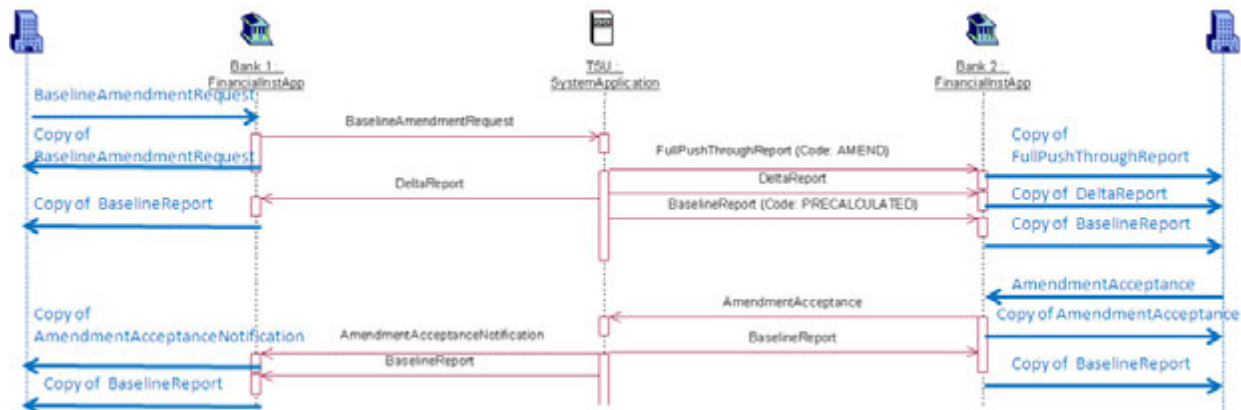 Bank 1 :
FinancialInstApp
TSU :
SystemApplication
Bank 2 :
FinancialInstApp
BaselineAmendmentRequest
Copy of
BaselineAmendmentRequest
BaselineAmendmentRequest
FullPushThroughReport (Code: AMEND)
Copy of
FullPushThroughReport
DeltaReport
DeltaReport
Copy of DeltaReport
Copy of BaselineReport
BaselineReport (Code: PRECALCULATED)
Copy of BaselineReport
AmendmentAcceptance
AmendmentAcceptance
Copy of AmendmentAcceptance
Copy of
AmendmentAcceptanceNotification
AmendmentAcceptanceNotification
BaselineReport
BaselineReport
Copy of BaselineReport
Copy of BaselineReport